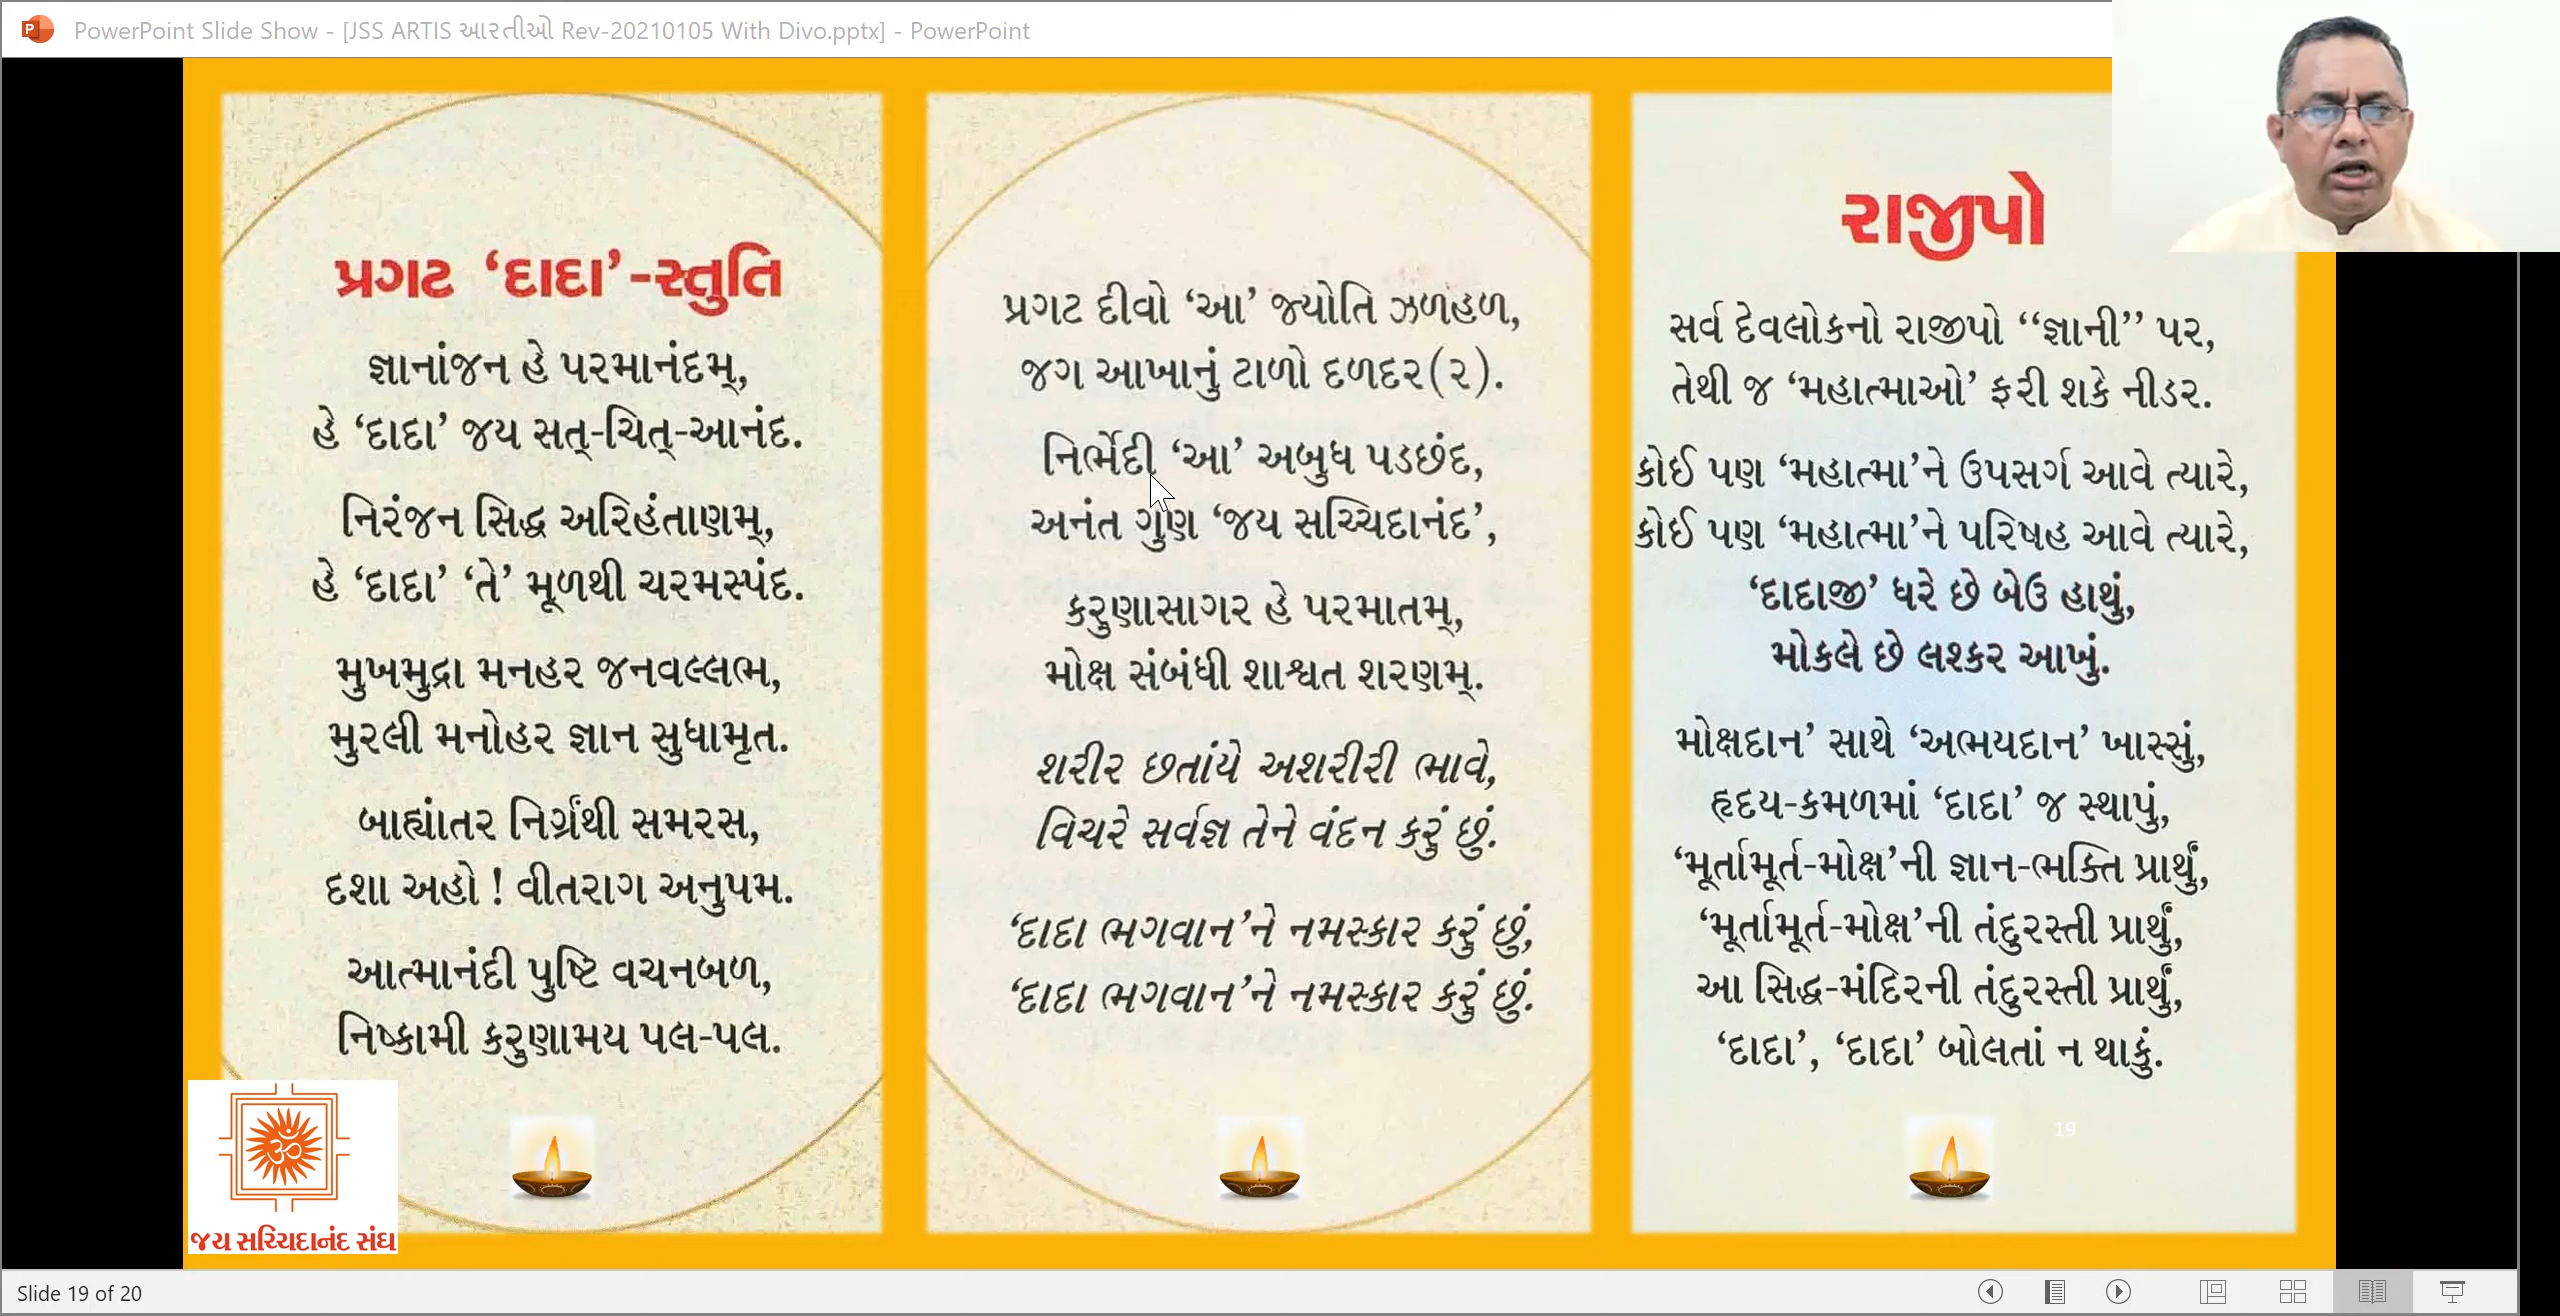 PowerPoint Slide Show - [JSS ARTIS આરતીઓ Rev-20210105 With Divo.pptx] - PowerPoint
પ્રગટ ‘દાદા’-સ્તુતિ
જ્ઞાનાંજન હે પરમાનંદમ્,
હે ‘દાદા’ જય સત્-ચિત્-આનંદ.
નિરંજન સિદ્ધ અરિહંતાણમ્,
હે ‘દાદા’ ‘તે’ મૂળથી ચરમસ્પંદ.
મુખમુદ્રા મનહર જનવલ્લભ,
મુરલી મનોહર જ્ઞાન સુધામૃત.
બાહ્યાંતર નિર્ગ્રંથી સમરસ,
દશા અહો ! વીતરાગ અનુપમ.
આત્માનંદી પુષ્ટિ વચનબળ,
નિષ્કામી કરુણામય પલ-પલ.
જય સચ્ચિદાનંદ સંઘ
પ્રગટ દીવો ‘આ’ જ્યોતિ ઝળહળ,
જગ આખાનું ટાળો દળદર(૨).
નિર્ભેદી ‘આ’ અબુધ પડછંદ,
અનંત ગુણ ‘જય સચ્ચિદાનંદ’,
કરુણાસાગર હે પરમાતમ્,
મોક્ષ સંબંધી શાશ્વત શરણમ્.
શરીર છતાંયે અશરીરી ભાવે,
વિચરે સર્વજ્ઞ તેને વંદન કરું છું.
‘દાદા ભગવાન’ને નમસ્કાર કરું છું,
‘દાદા ભગવાન’ને નમસ્કાર કરું છું.
રાજીપો
સર્વ દેવલોકનો રાજીપો ‘‘જ્ઞાની’’ પર,
તેથી જ ‘મહાત્માઓ’ ફરી શકે નીડર.
કોઈ પણ ‘મહાત્મા’ને ઉપસર્ગ આવે ત્યારે,
કોઈ પણ ‘મહાત્મા’ને પરિષહ આવે ત્યારે,
‘દાદાજી’ ધરે છે બેઉ હાથું,
મોકલે છે લશ્કર આખું.
મોક્ષદાન’ સાથે ‘અભયદાન’ ખાસ્સું,
હૃદય-કમળમાં ‘દાદા’ જ સ્થાપું,
‘મૂર્તામૂર્ત-મોક્ષ’ની જ્ઞાન-ભક્તિ પ્રાર્થું,
‘મૂર્તામૂર્ત-મોક્ષ’ની તંદુરસ્તી પ્રાર્થું,
આ સિદ્ધ-મંદિરની તંદુરસ્તી પ્રાર્થું,
‘દાદા’, ‘દાદા’ બોલતાં ન થાકું.
19
Slide 19 of 20